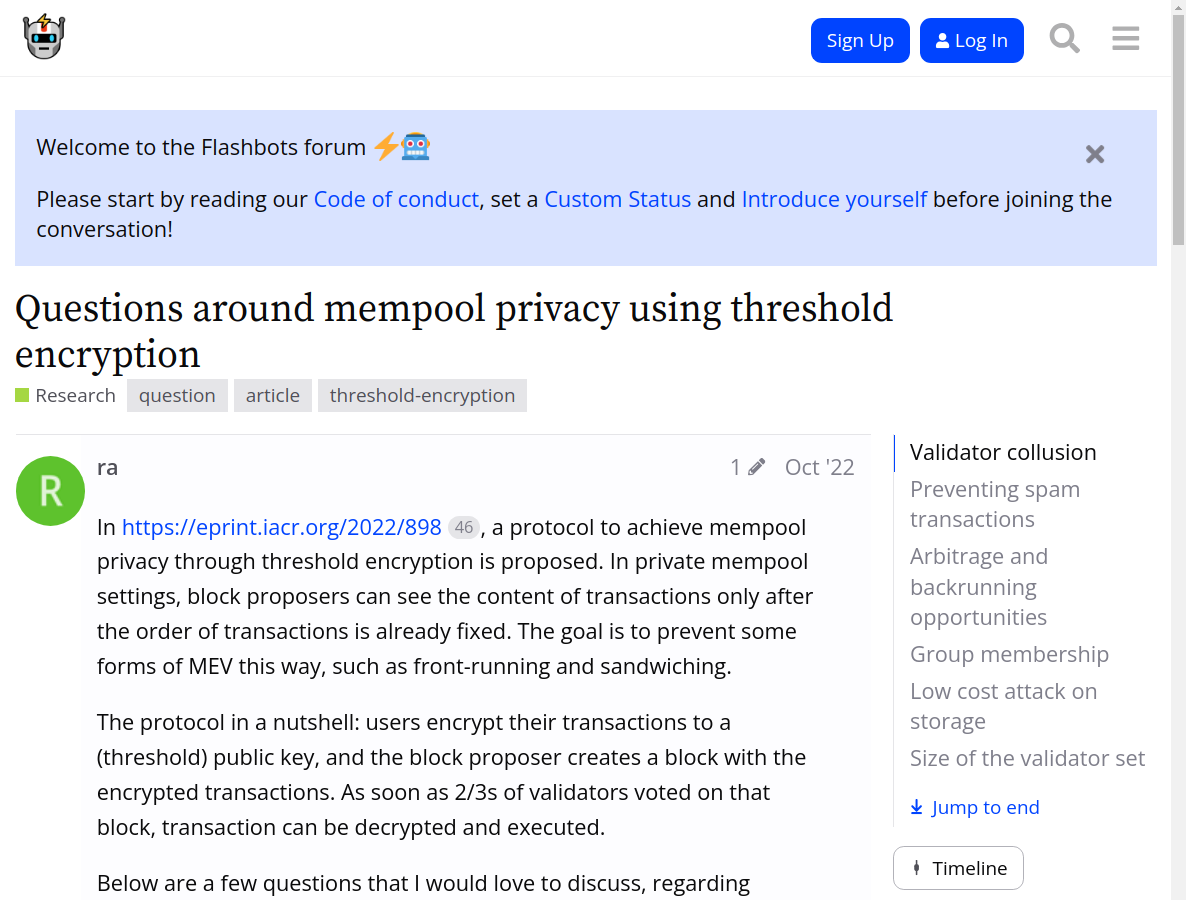 Sign Up
Log In
Welcome to the Flashbots forum
Please start by reading our Code of conduct, set a Custom Status and Introduce yourself before joining the
conversation!
Questions around mempool privacy using threshold
encryption
Research question article threshold-encryption
R
ra
1 Oct '22
In https://eprint.iacr.org/2022/898 46, a protocol to achieve mempool
privacy through threshold encryption is proposed. In private mempool
settings, block proposers can see the content of transactions only after
the order of transactions is already fixed. The goal is to prevent some
forms of MEV this way, such as front-running and sandwiching.
The protocol in a nutshell: users encrypt their transactions to a
(threshold) public key, and the block proposer creates a block with the
encrypted transactions. As soon as 2/3s of validators voted on that
block, transaction can be decrypted and executed.
Below are a few questions that I would love to discuss, regarding
Validator collusion
Preventing spam
transactions
Arbitrage and
backrunning
opportunities
Group membership
Low cost attack on
storage
Size of the validator set
Jump to end
Timeline